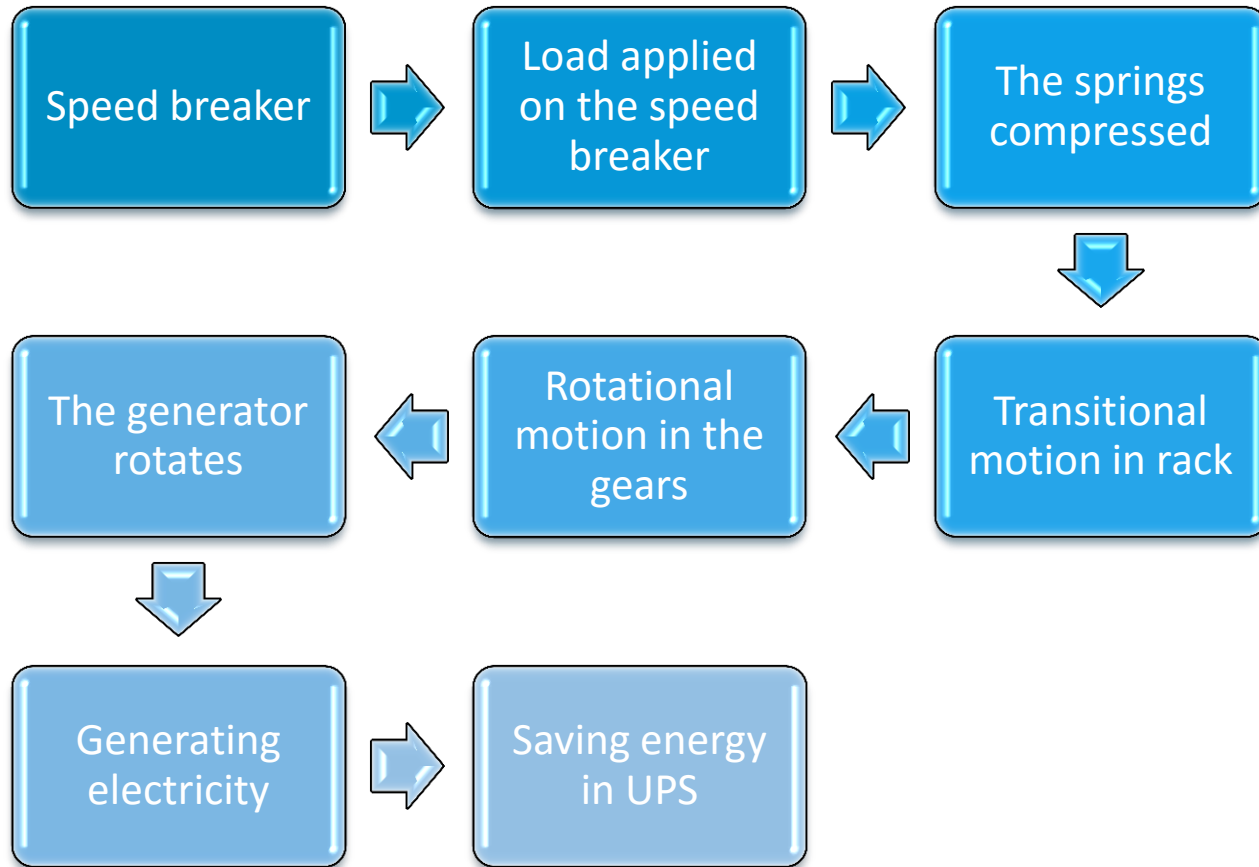 Speed breaker
Load applied
on the speed
breaker
The springs
compressed
Transitional
motion in rack
Rotational
motion in the
gears
The generator
rotates
Generating
electricity
Saving energy
in UPS